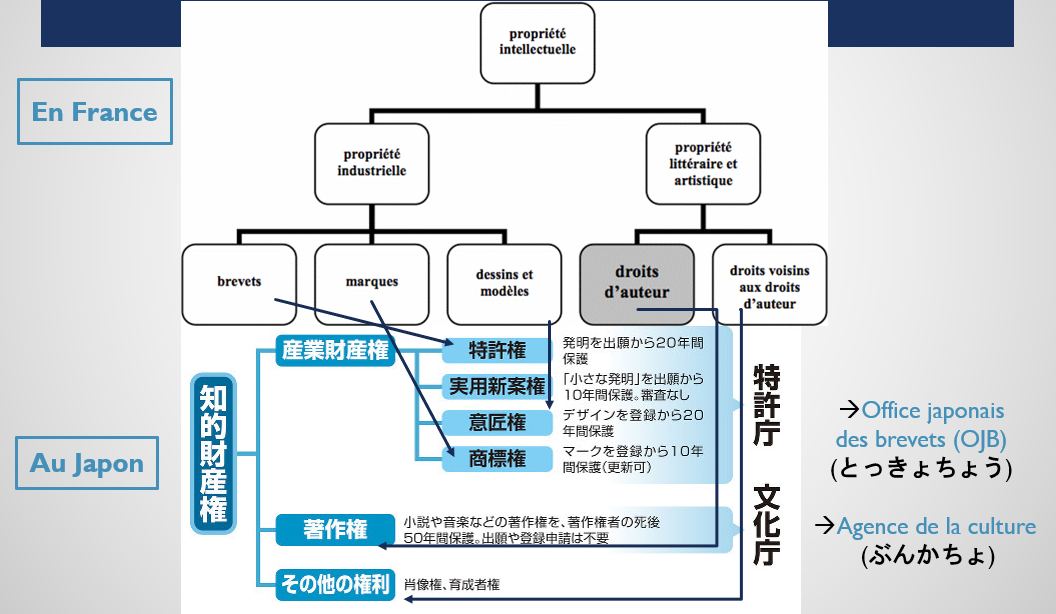 propriété
intellectuelle
En France
propriété
industrielle
propriété
littéraire et
artistique
brevets
marques
dessins et
modèles
droits
d'auteur
droits voisins
aux droits
d'auteur
Au Japon
知的財産権
産業財産権
特許権
発明を出願から20年間
保護
実用新案権
「小さな発明」を出願から
10年間保護。審査なし
意匠権
デザインを登録から20
年間保護
商標権
マークを登録から10年
間保護(更新可)
著作権
小説や音楽などの著作権を、著作権者の死後
50年間保護。出願や登録申請は不要
その他の権利
肖像権、育成者権
特許庁
文化庁
→Office japonais
des brevets (OJB)
(とっきょちょう)
→Agence de la culture
(ぶんかちょ)